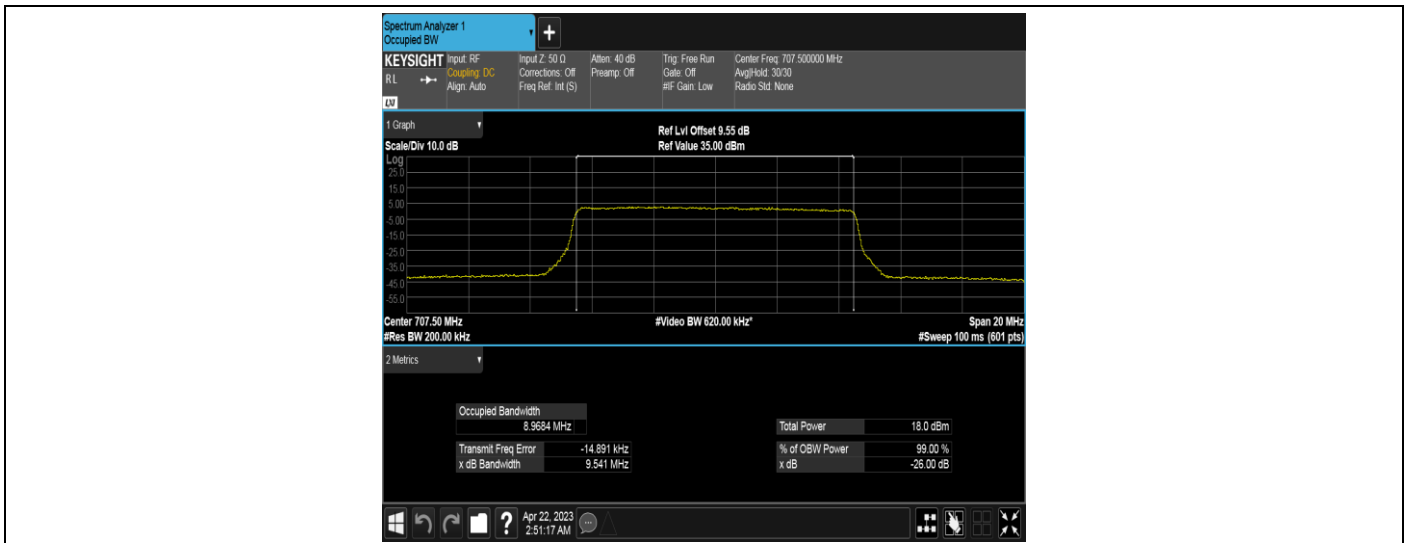 Spectrum Analyzer 1
Occupied BW
+
KEYSIGHT
RL
LXI
Input: RF
Coupling: DC
Align: Auto
Input Z: 50 Ω
Corrections: Off
Freq Ref: Int (S)
Atten: 40 dB
Preamp: Off
Trig: Free Run
Gate: Off
#IF Gain: Low
Center Freq: 707.500000 MHz
Avg|Hold: 30/30
Radio Std: None
1 Graph
Scale/Div 10.0 dB
Ref Lvl Offset 9.55 dB
Ref Value 35.00 dBm
Log
25.0
15.0
5.00
-5.00
-15.0
-25.0
-35.0
-45.0
-55.0
Center 707.50 MHz
#Res BW 200.00 kHz
#Video BW 620.00 kHz*
Span 20 MHz
#Sweep 100 ms (601 pts)
2 Metrics
Occupied Bandwidth
8.9684 MHz
Transmit Freq Error -14.891 kHz
x dB Bandwidth 9.541 MHz
Total Power 18.0 dBm
% of OBW Power 99.00 %
x dB -26.00 dB
?
Apr 22, 2023
2:51:17 AM